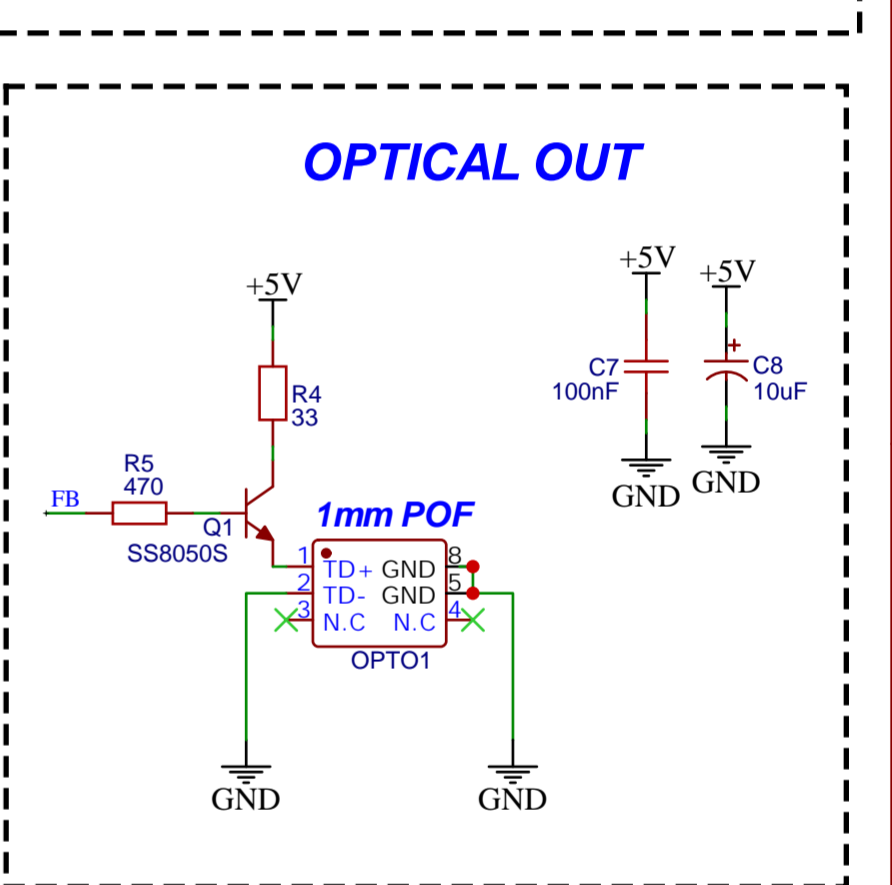 OPTICAL OUT
+5V
+5V
+5V
C7
100nF
C8
10uF
R4
33
GND
GND
R5
470
FB
Q1
SS8050S
1mm POF
1
TD+
GND
8
2
TD-
GND
5
3
N.C
N.C
4
OPTO1
GND
GND
+